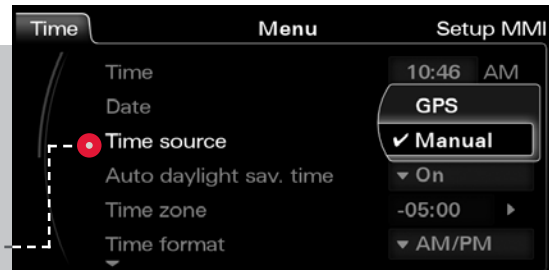 Time Menu Setup MMI
Time 10:46 AM
Date GPS
Time source ✔ Manual
Auto daylight sav. time On
Time zone -05:00
Time format AM/PM